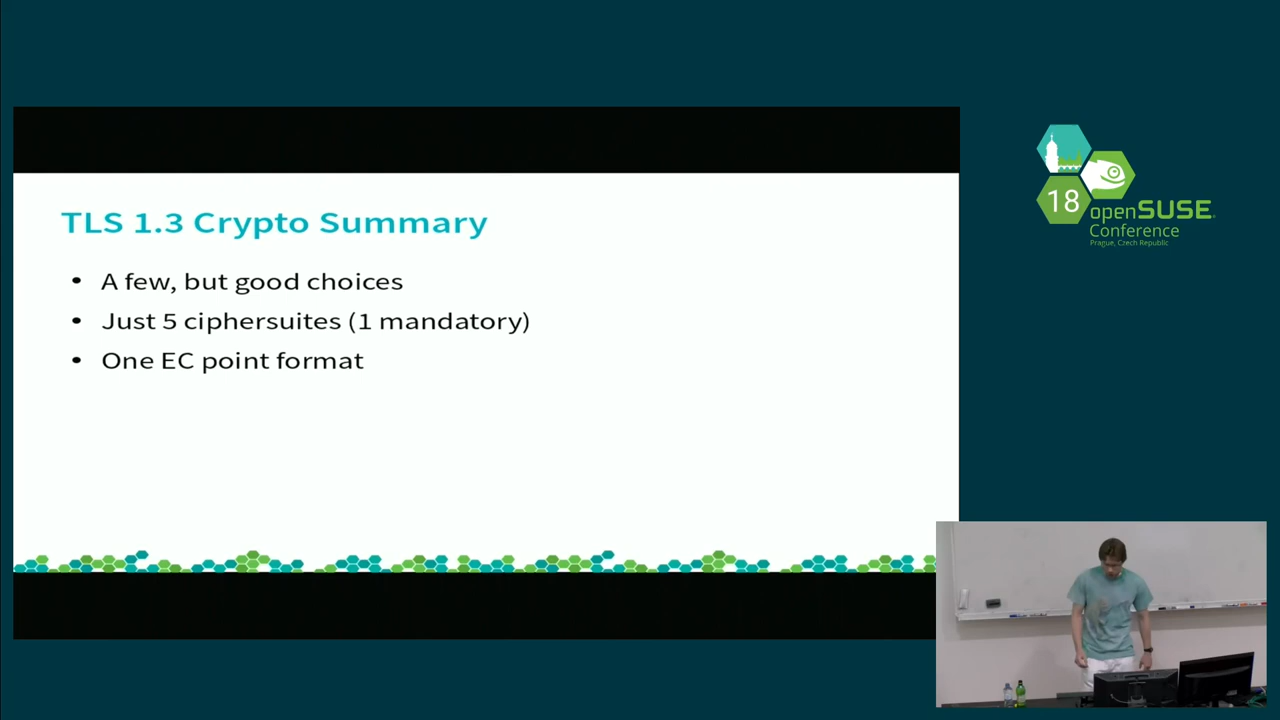 TLS 1.3 Crypto Summary
• A few, but good choices
• Just 5 ciphersuites (1 mandatory)
• One EC point format
18
openSUSE
Conference
Prague, Czech Republic